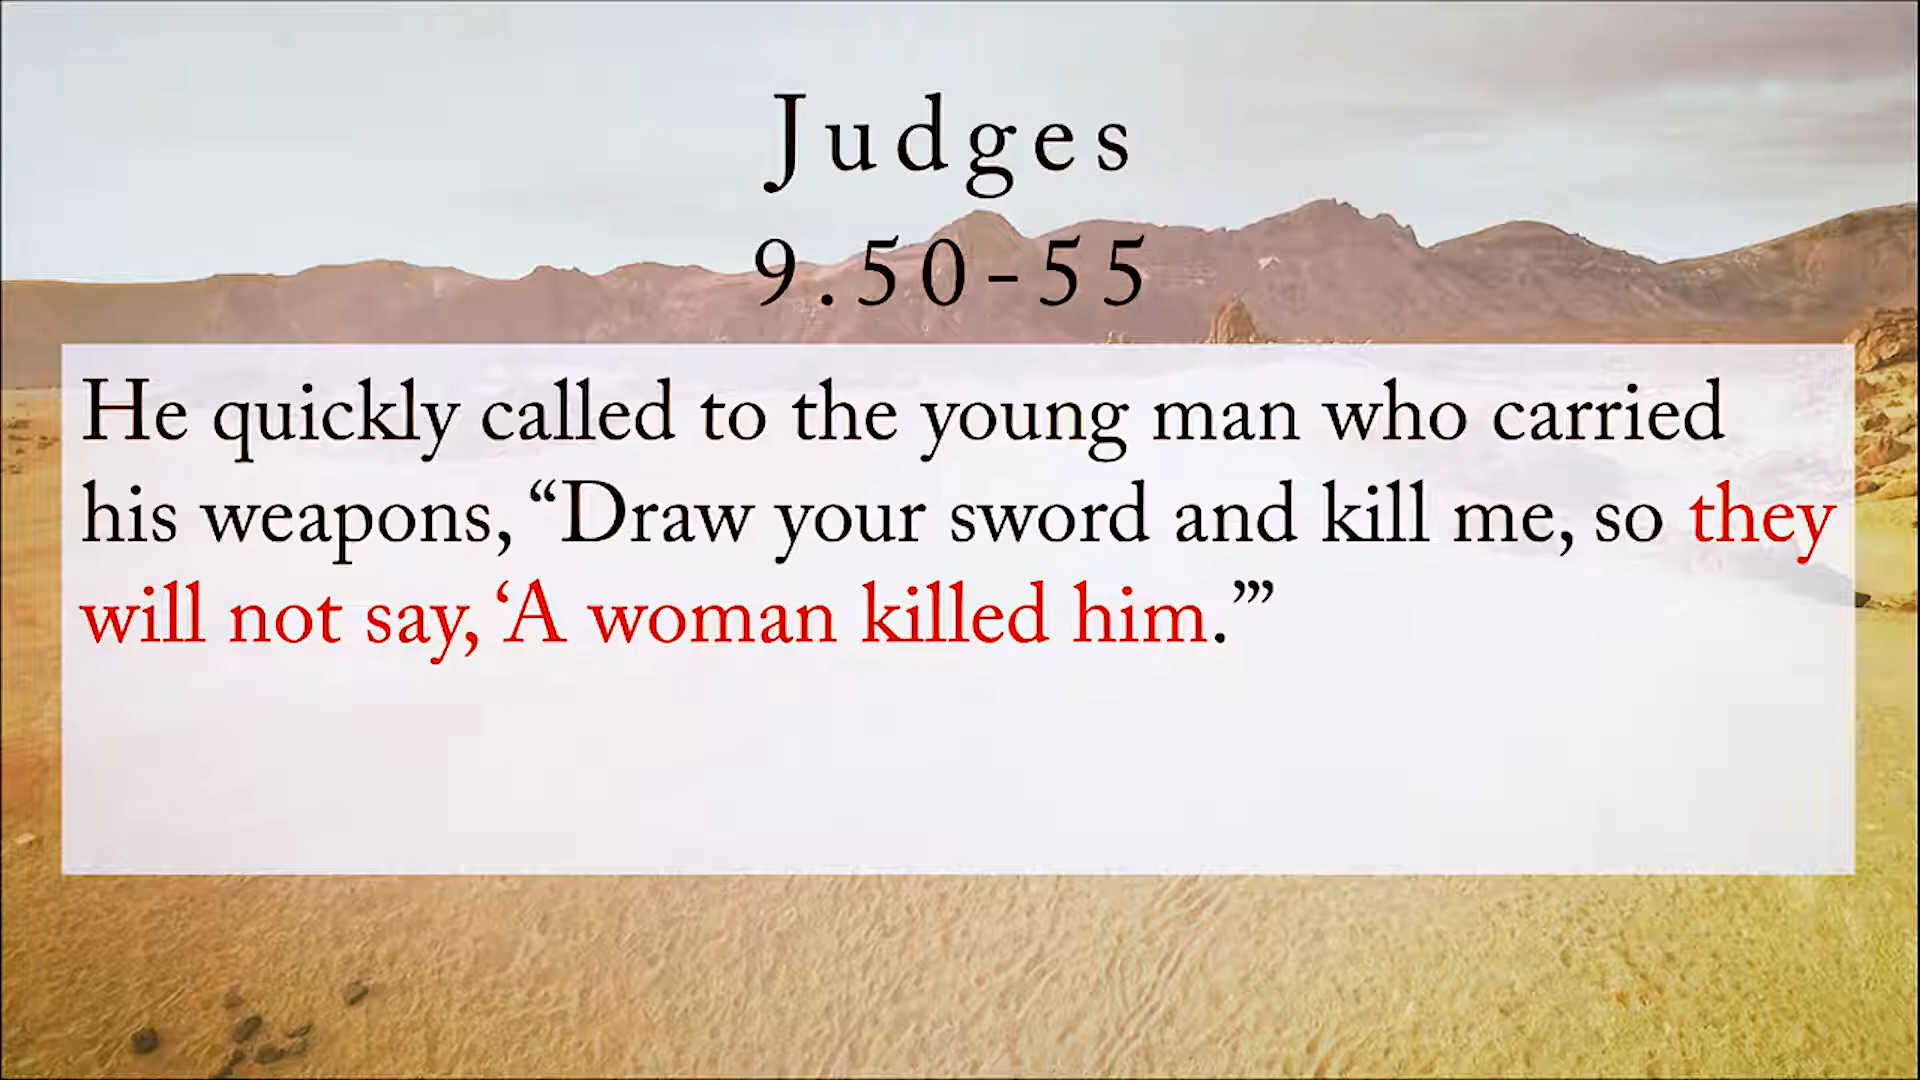 Judges
9.50-55
He quickly called to the young man who carried
his weapons, “Draw your sword and kill me, so they
will not say, ‘A woman killed him.’”